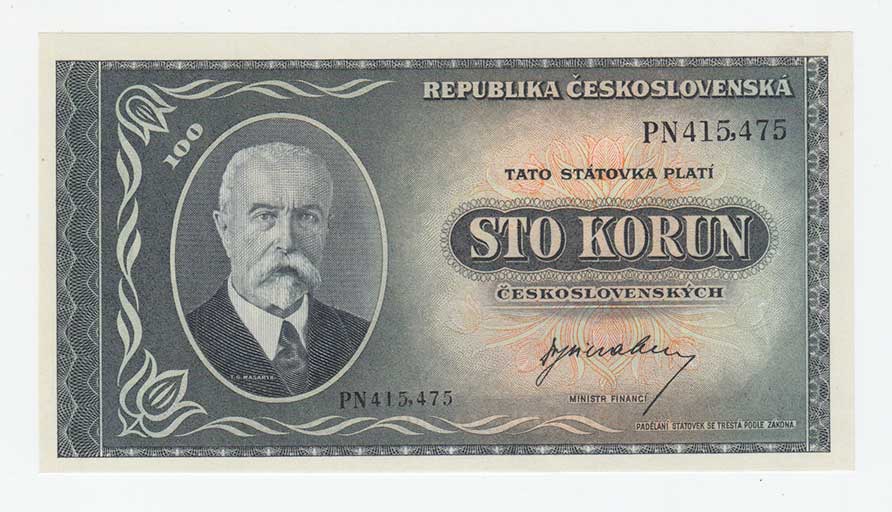 REPUBLIKA ČESKOSLOVENSKÁ
PN415,475
100
TATO STÁTOVKA PLATÍ
STO KORUN
ČESKOSLOVENSKÝCH
T. G. MASARYK
PN415,475
MINISTR FINANCÍ
PADĚLÁNÍ STÁTOVEK SE TRESTÁ PODLE ZÁKONA.